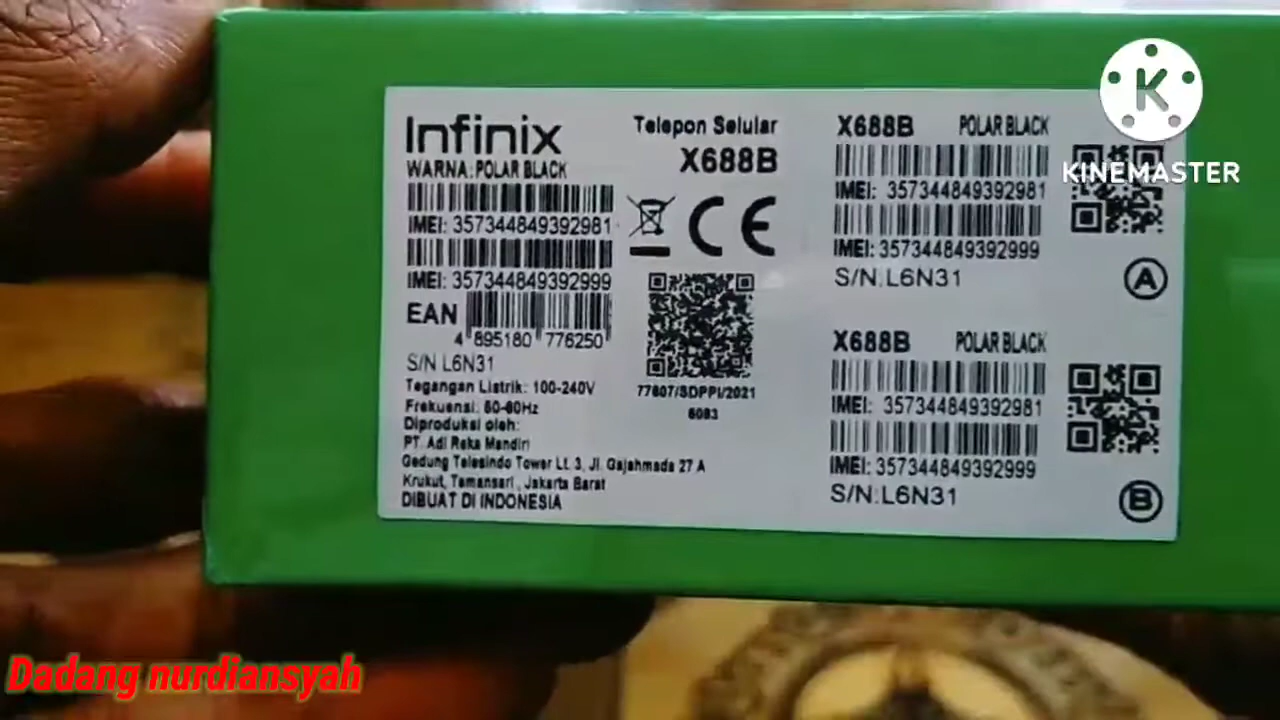 Infinix
WARNA: POLAR BLACK
IMEI: 357344849392981
IMEI: 357344849392999
EAN
4 895180 776250
S/N L6N31
Tegangan Listrik: 100-240V
Frekuensi: 50-60Hz
Diproduksi oleh:
PT. Adi Reka Mandiri
Gedung Telesindo Tower Lt. 3, Jl. Gajahmada 27 A
Krukut, Tamansari, Jakarta Barat
DIBUAT DI INDONESIA
Telepon Selular
X688B
CE
77607/SDPPI/2021
6093
X688B POLAR BLACK
IMEI: 357344849392981
IMEI: 357344849392999
S/N:L6N31
A
X688B POLAR BLACK
IMEI: 357344849392981
IMEI: 357344849392999
S/N:L6N31
B
K
KINEMASTER
Dadang nurdiansyah